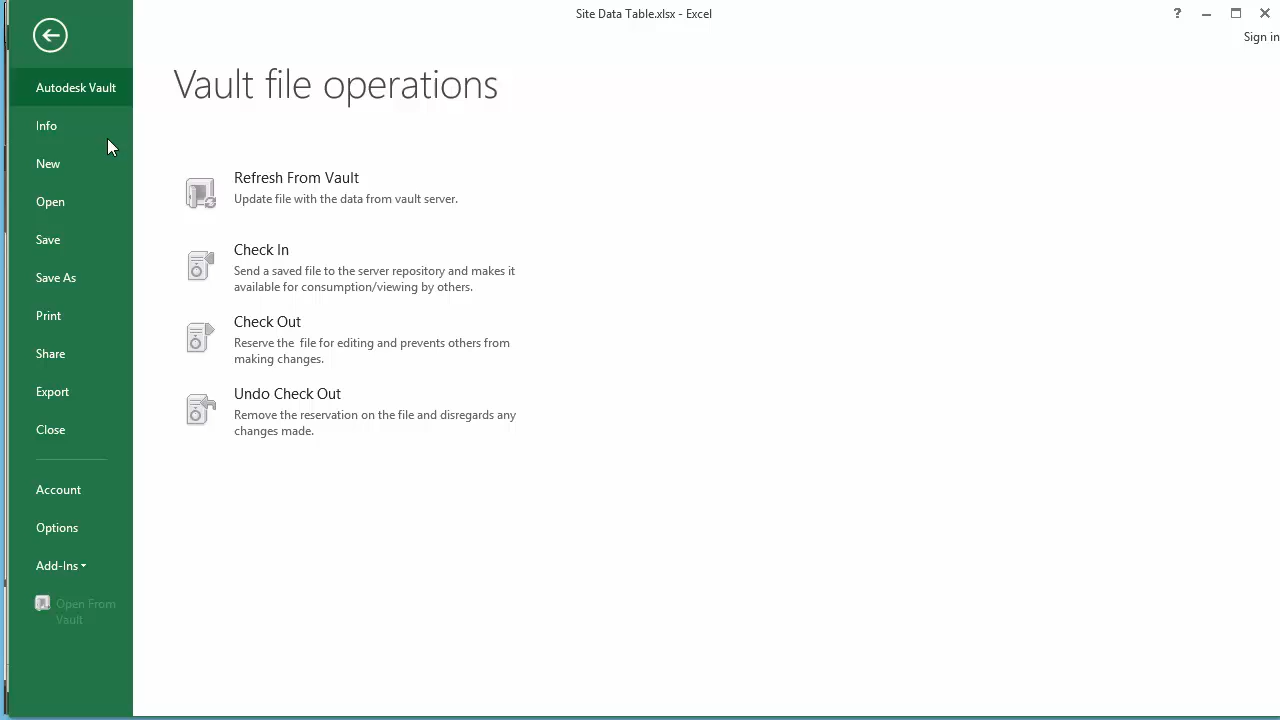 Site Data Table.xlsx - Excel
?
Sign in
Autodesk Vault
Info
New
Open
Save
Save As
Print
Share
Export
Close
Account
Options
Add-Ins
Open From
Vault
Vault file operations
Refresh From Vault
Update file with the data from vault server.
Check In
Send a saved file to the server repository and makes it
available for consumption/viewing by others.
Check Out
Reserve the  file for editing and prevents others from
making changes.
Undo Check Out
Remove the reservation on the file and disregards any
changes made.